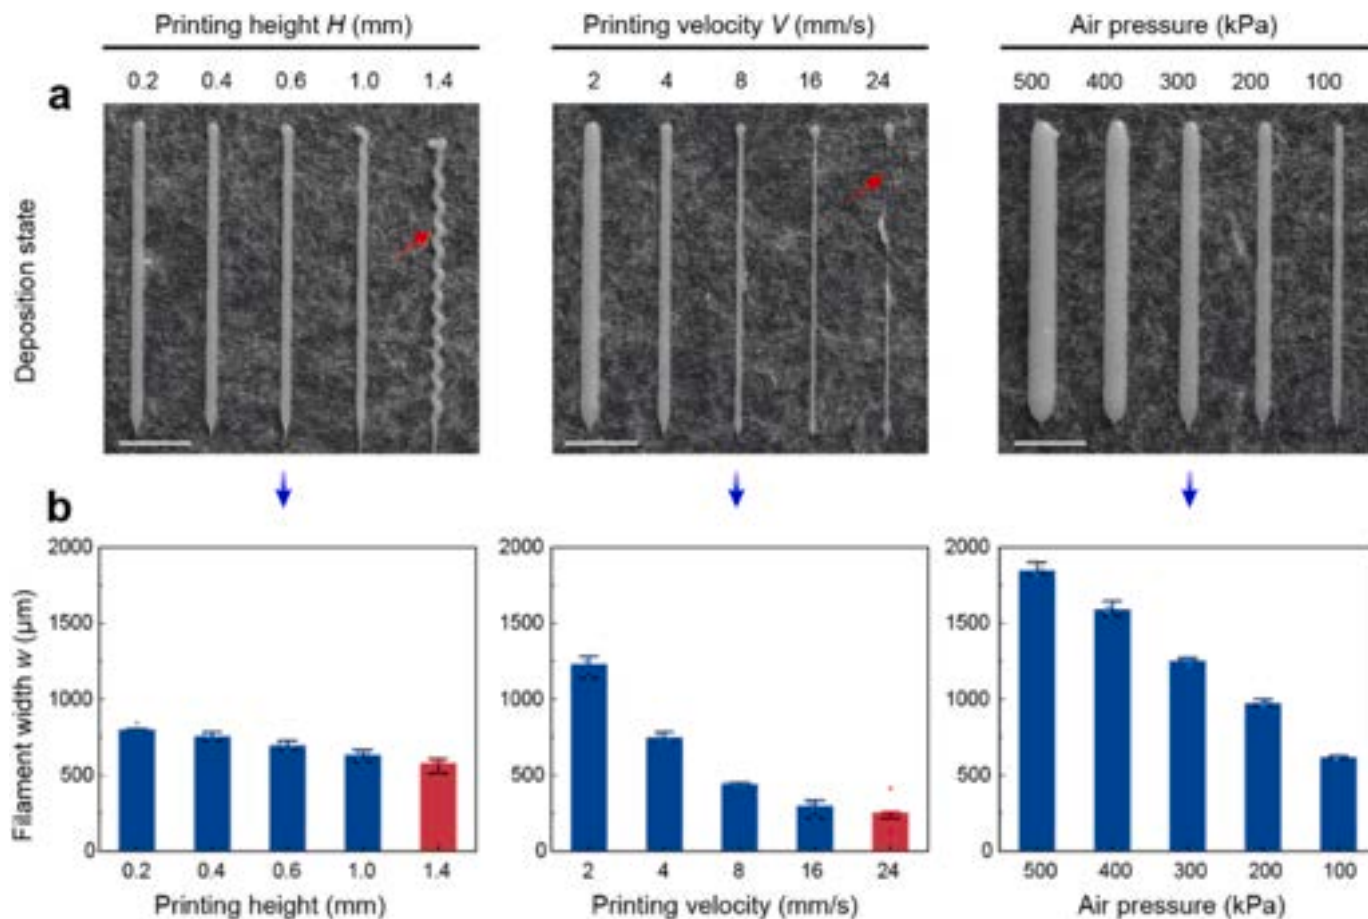 Printing height H (mm)
0.2 0.4 0.6 1.0 1.4
Printing velocity V (mm/s)
2 4 8 16 24
Air pressure (kPa)
500 400 300 200 100
a
Deposition state
b
Filament width w (µm)
2000
1500
1000
500
0
0.2 0.4 0.6 1.0 1.4
Printing height (mm)
2000
1500
1000
500
0
2 4 8 16 24
Printing velocity (mm/s)
2000
1500
1000
500
0
500 400 300 200 100
Air pressure (kPa)